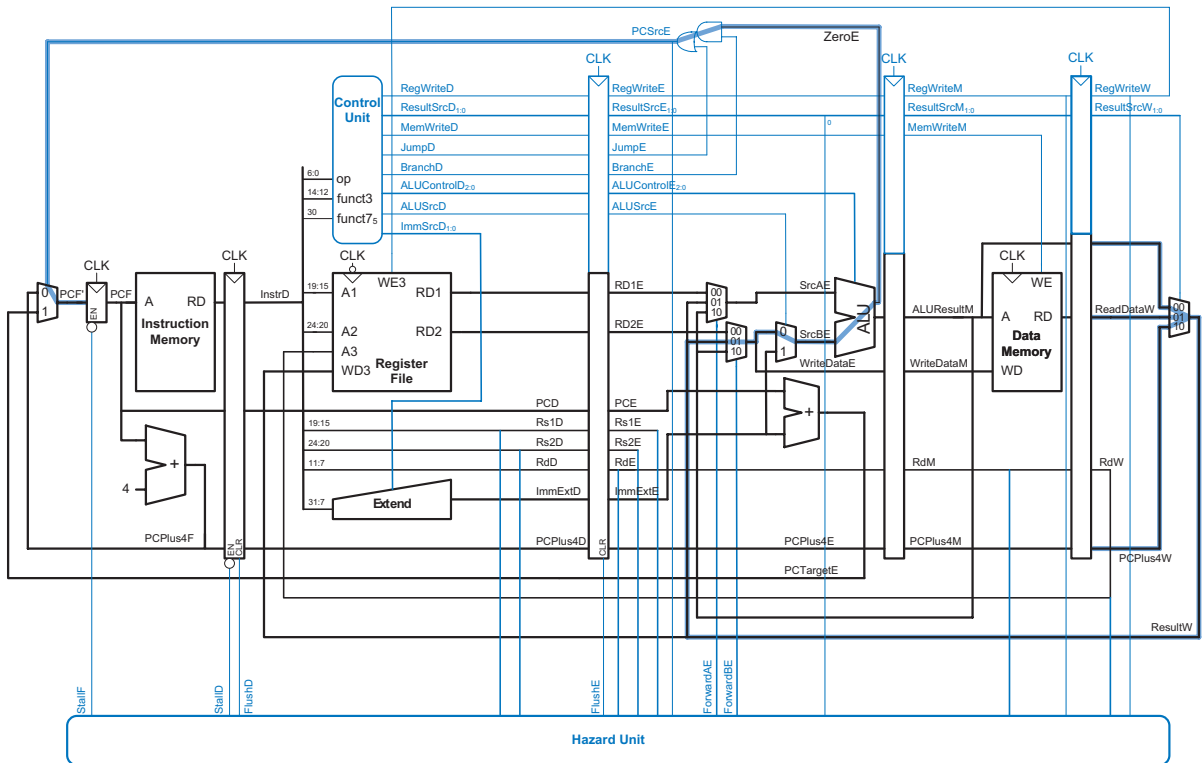 PCSrcE
ZeroE
CLK
CLK
CLK
Control
Unit
RegWriteD
RegWriteE
RegWriteM
RegWriteW
ResultSrcD1:0
ResultSrcE1:0
0
ResultSrcM1:0
ResultSrcW1:0
MemWriteD
MemWriteE
MemWriteM
JumpD
JumpE
BranchD
BranchE
6:0
op
ALUControlD2:0
ALUControlE2:0
14:12
funct3
ALUSrcD
ALUSrcE
30
funct75
ImmSrcD1:0
CLK
CLK
CLK
CLK
0
1
PCF'
EN
PCF
A
RD
Instruction
Memory
InstrD
19:15
A1
WE3
RD1
RD1E
24:20
A2
RD2
RD2E
A3
WD3
Register
File
00
01
10
00
01
10
0
1
SrcAE
SrcBE
ALU
ALUResultM
WriteDataE
WriteDataM
A
RD
WE
Data
Memory
WD
ReadDataW
00
01
10
PCD
PCE
+
19:15
Rs1D
Rs1E
24:20
Rs2D
Rs2E
11:7
RdD
RdE
RdM
RdW
+
4
31:7
Extend
ImmExtD
ImmExtE
PCPlus4F
EN
CLR
PCPlus4D
CLR
PCPlus4E
PCPlus4M
PCPlus4W
PCTargetE
ResultW
StallF
StallD
FlushD
FlushE
ForwardAE
ForwardBE
Hazard Unit